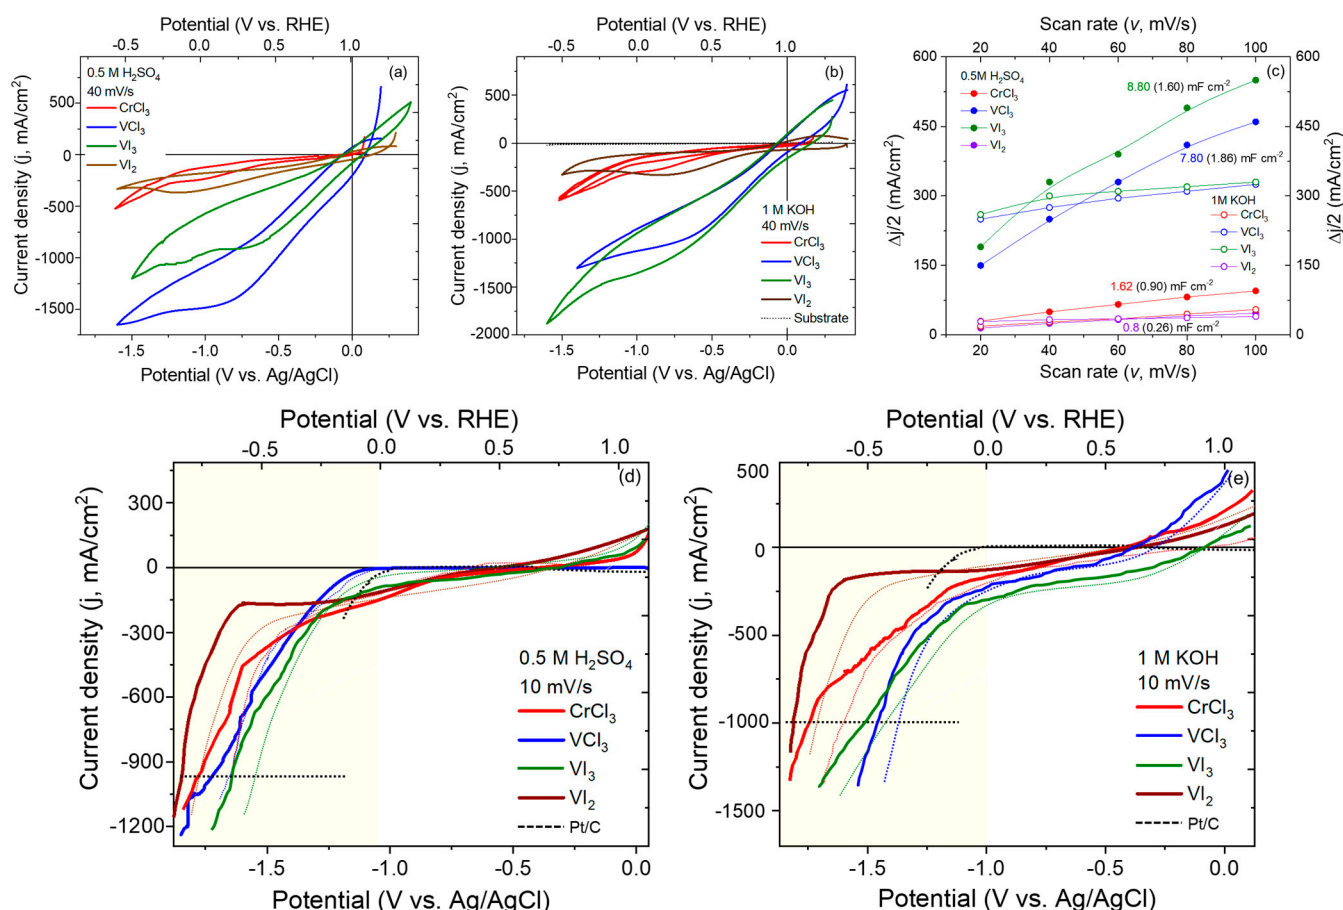 Potential (V vs. RHE)
-0.5 0.0 0.5 1.0
(a)
0.5 M H₂SO₄
40 mV/s
CrCl₃
VCl₃
VI₃
VI₂
500
0
-500
-1000
-1500
Current density (j, mA/cm²)
-1.5 -1.0 -0.5 0.0
Potential (V vs. Ag/AgCl)
Potential (V vs. RHE)
-0.5 0.0 0.5 1.0
(b)
1 M KOH
40 mV/s
CrCl₃
VCl₃
VI₃
VI₂
Substrate
500
0
-500
-1000
-1500
-2000
Current density (j, mA/cm²)
-1.5 -1.0 -0.5 0.0
Potential (V vs. Ag/AgCl)
Scan rate (v, mV/s)
20 40 60 80 100
(c)
0.5M H₂SO₄
CrCl₃
VCl₃
VI₃
VI₂
8.80 (1.60) mF cm⁻²
7.80 (1.86) mF cm⁻²
1M KOH
CrCl₃
VCl₃
VI₃
VI₂
1.62 (0.90) mF cm⁻²
0.8 (0.26) mF cm⁻²
600
450
300
150
0
Δj/2 (mA/cm²)
600
450
300
150
0
Δj/2 (mA/cm²)
20 40 60 80 100
Scan rate (v, mV/s)
Potential (V vs. RHE)
-0.5 0.0 0.5 1.0
(d)
300
0
-300
-600
-900
-1200
Current density (j, mA/cm²)
0.5 M H₂SO₄
10 mV/s
CrCl₃
VCl₃
VI₃
VI₂
Pt/C
-1.5 -1.0 -0.5 0.0
Potential (V vs. Ag/AgCl)
Potential (V vs. RHE)
-0.5 0.0 0.5 1.0
(e)
500
0
-500
-1000
-1500
Current density (j, mA/cm²)
1 M KOH
10 mV/s
CrCl₃
VCl₃
VI₃
VI₂
Pt/C
-1.5 -1.0 -0.5 0.0
Potential (V vs. Ag/AgCl)